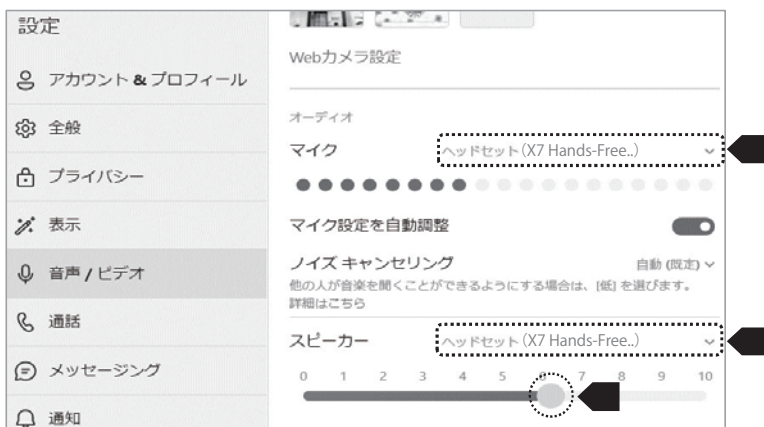 設定
アカウント & プロフィール
全般
プライバシー
表示
音声 / ビデオ
通話
メッセージング
通知
Webカメラ設定
オーディオ
マイク ヘッドセット(X7 Hands-Free..)
マイク設定を自動調整
ノイズ キャンセリング 自動 (既定)
他の人が音楽を聞くことができるようにする場合は、[低] を選びます。
詳細はこちら
スピーカー ヘッドセット(X7 Hands-Free..)
0 1 2 3 4 5 6 7 8 9 10